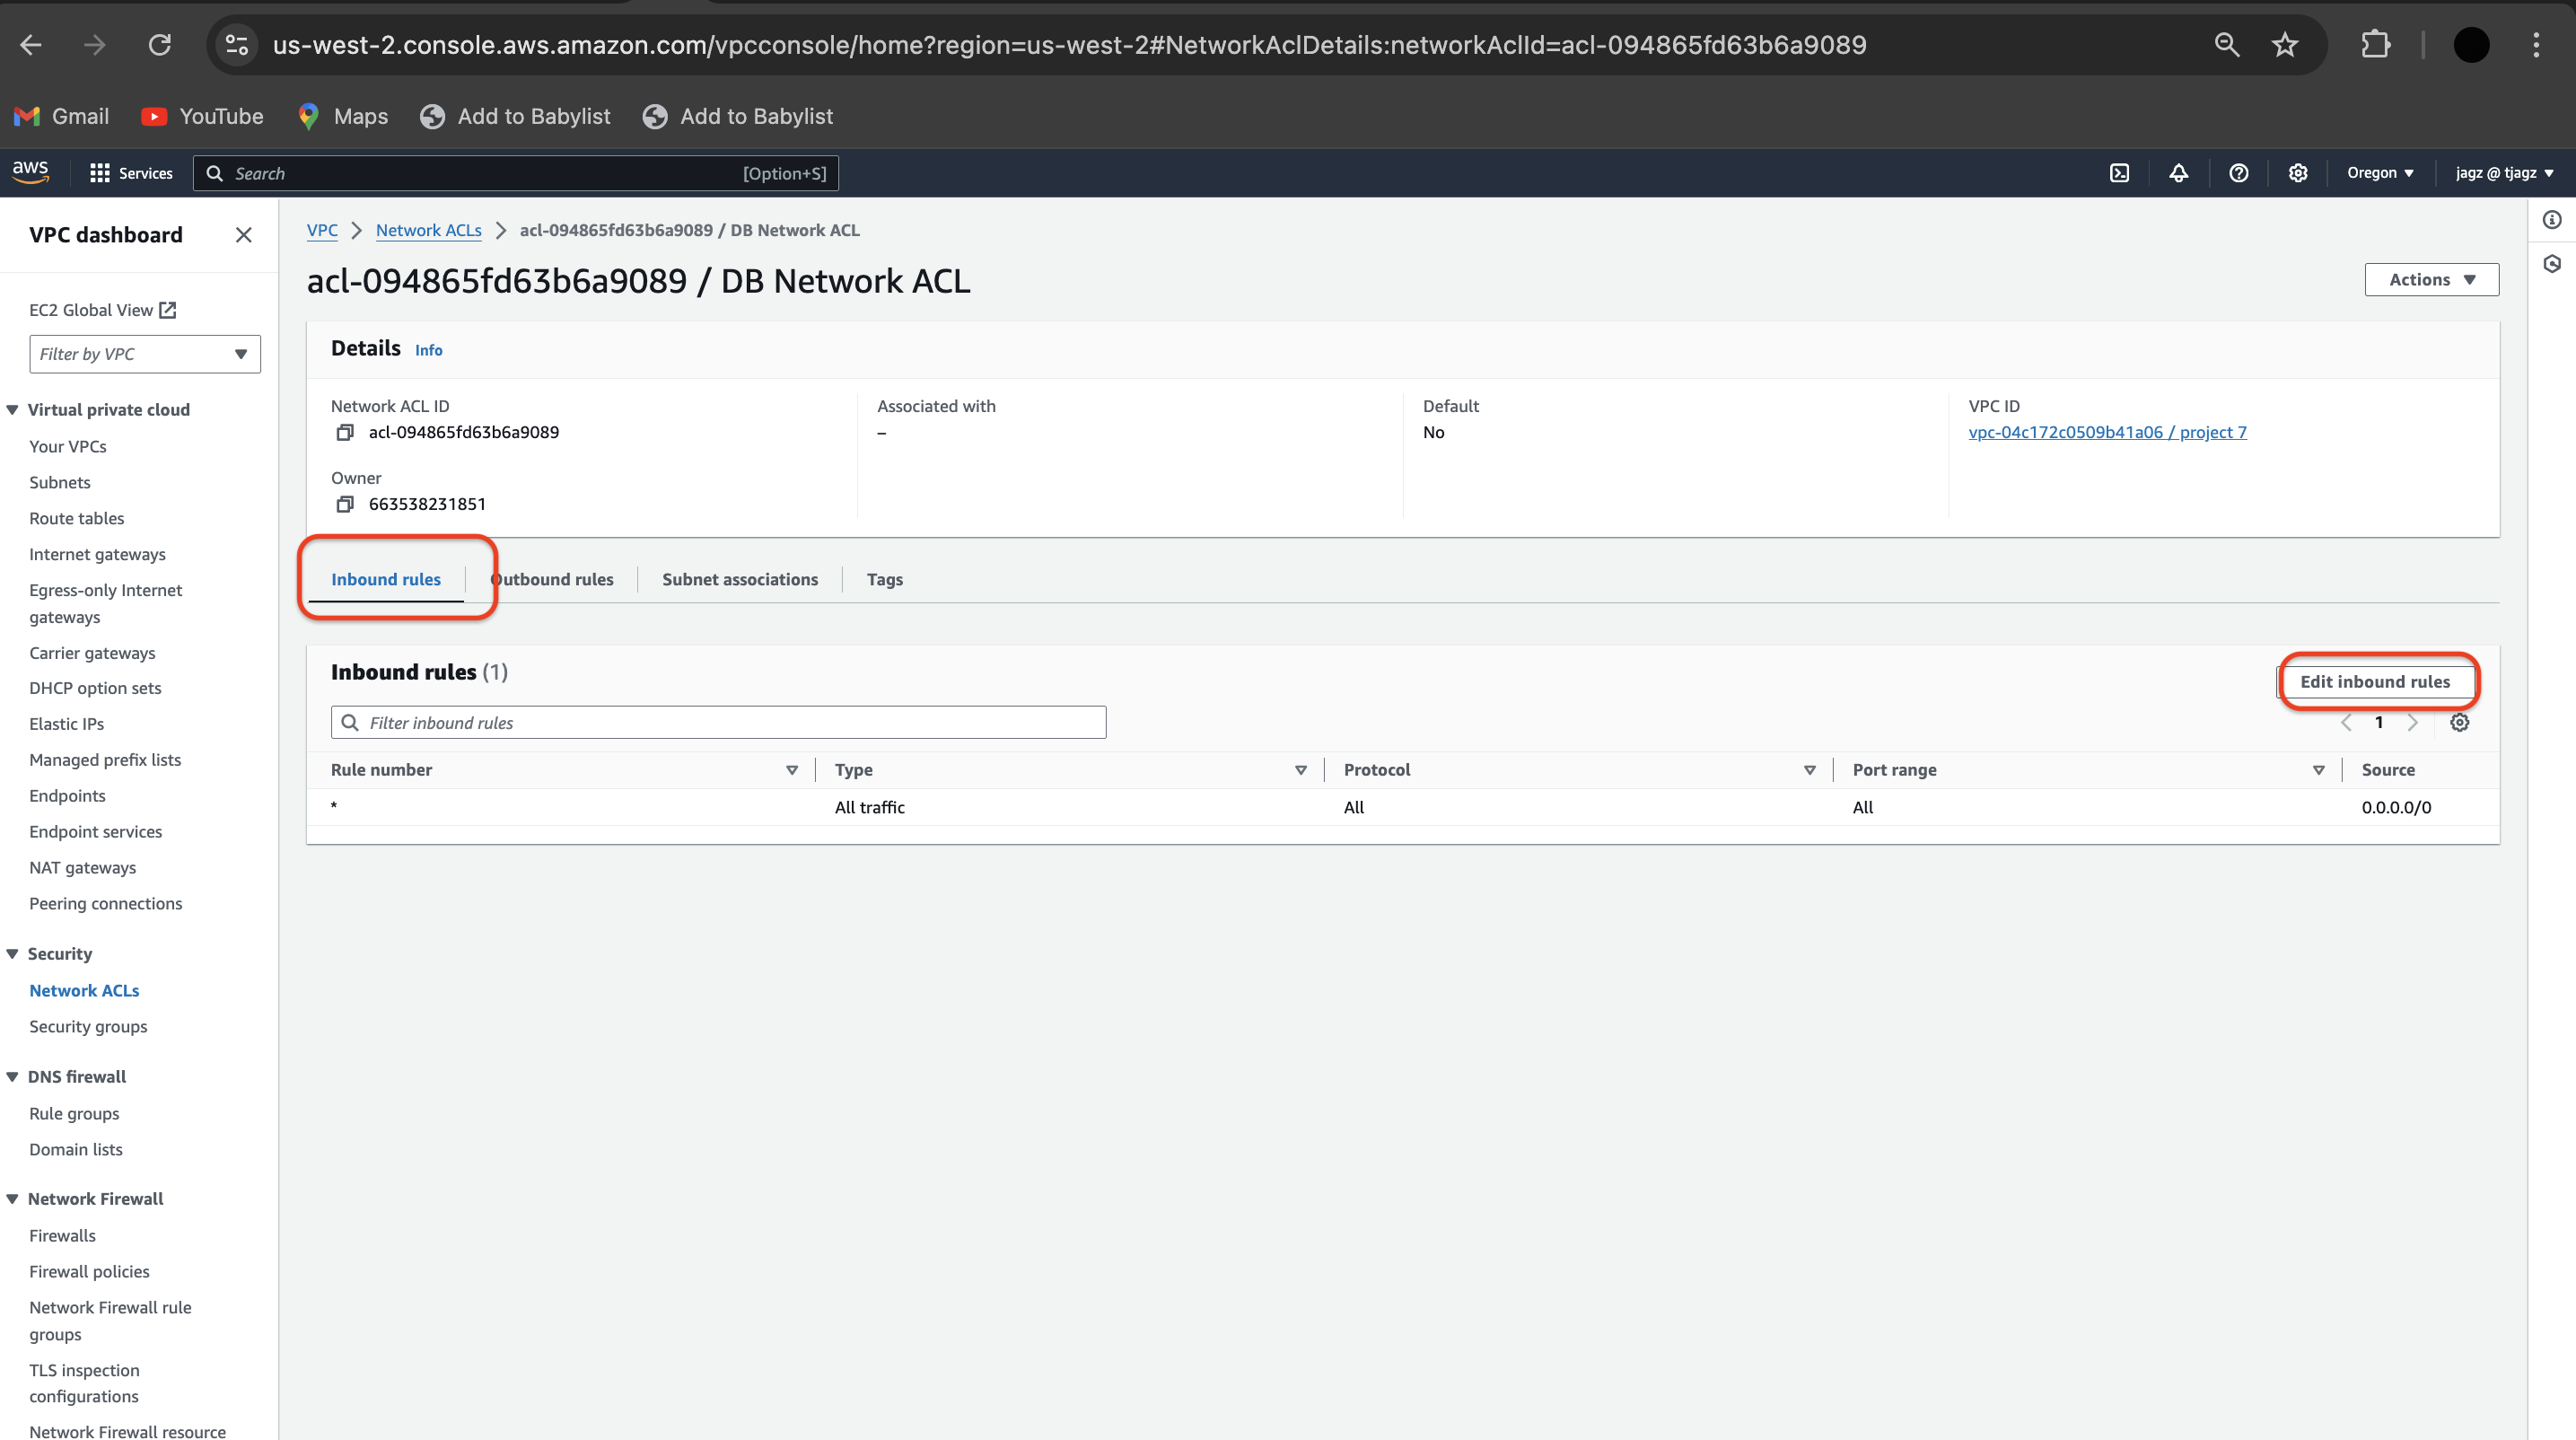 us-west-2.console.aws.amazon.com/vpcconsole/home?region=us-west-2#NetworkAclDetails:networkAclId=acl-094865fd63b6a9089
Gmail YouTube Maps Add to Babylist Add to Babylist
aws Services Search [Option+S] Oregon jagz @ tjagz
VPC dashboard
EC2 Global View
Filter by VPC
Virtual private cloud
Your VPCs
Subnets
Route tables
Internet gateways
Egress-only Internet
gateways
Carrier gateways
DHCP option sets
Elastic IPs
Managed prefix lists
Endpoints
Endpoint services
NAT gateways
Peering connections
Security
Network ACLs
Security groups
DNS firewall
Rule groups
Domain lists
Network Firewall
Firewalls
Firewall policies
Network Firewall rule
groups
TLS inspection
configurations
Network Firewall resource
VPC > Network ACLs > acl-094865fd63b6a9089 / DB Network ACL
acl-094865fd63b6a9089 / DB Network ACL
Actions
Details Info
Network ACL ID
acl-094865fd63b6a9089
Associated with
–
Default
No
VPC ID
vpc-04c172c0509b41a06 / project 7
Owner
663538231851
Inbound rules Outbound rules Subnet associations Tags
Inbound rules (1)
Edit inbound rules
Filter inbound rules
1
Rule number Type Protocol Port range Source
* All traffic All All 0.0.0.0/0